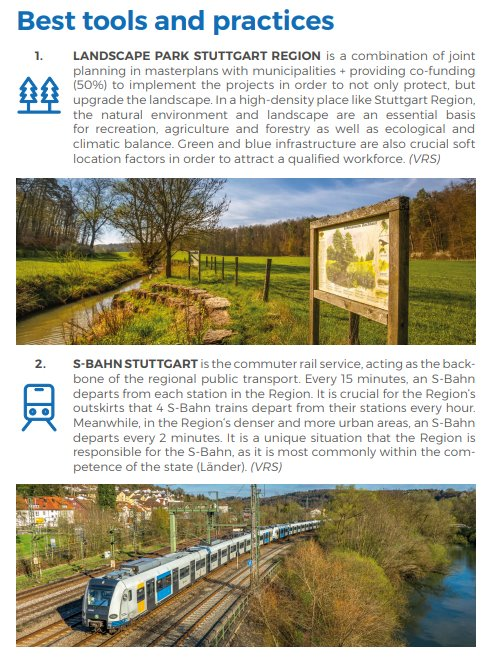 Best tools and practices
1. LANDSCAPE PARK STUTTGART REGION is a combination of joint
planning in masterplans with municipalities + providing co-funding
(50%) to implement the projects in order to not only protect, but
upgrade the landscape. In a high-density place like Stuttgart Region,
the natural environment and landscape are an essential basis
for recreation, agriculture and forestry as well as ecological and
climatic balance. Green and blue infrastructure are also crucial soft
location factors in order to attract a qualified workforce. (VRS)
2. S-BAHN STUTTGART is the commuter rail service, acting as the back-
bone of the regional public transport. Every 15 minutes, an S-Bahn
departs from each station in the Region. It is crucial for the Region's
outskirts that 4 S-Bahn trains depart from their stations every hour.
Meanwhile, in the Region's denser and more urban areas, an S-Bahn
departs every 2 minutes. It is a unique situation that the Region is
responsible for the S-Bahn, as it is most commonly within the com-
petence of the state (Länder). (VRS)